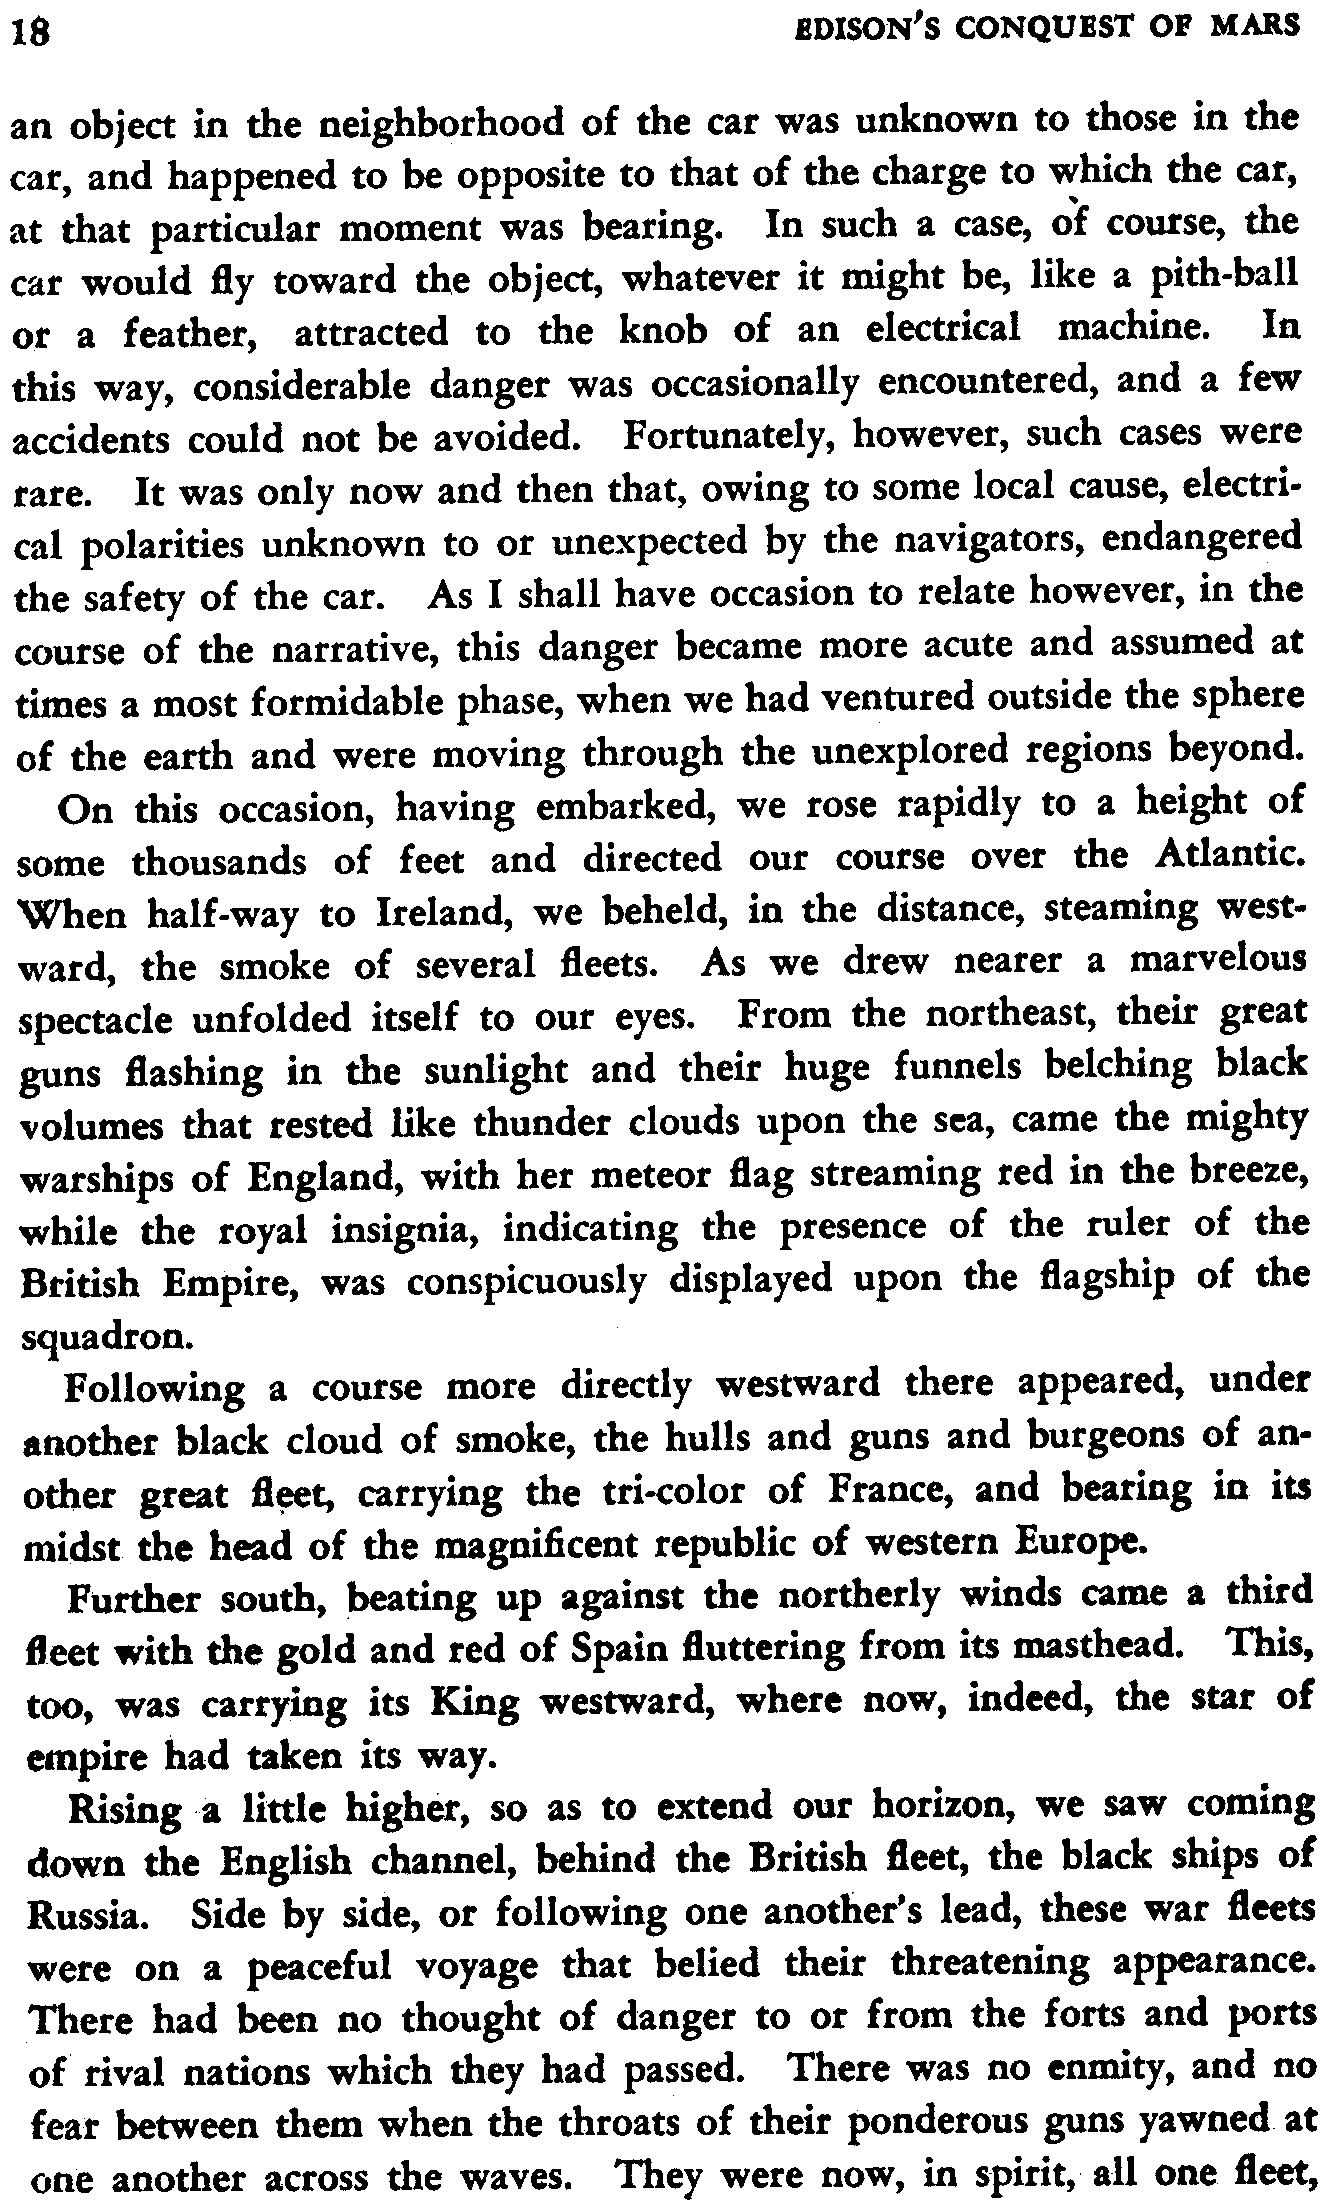 18 EDISON'S CONQUEST OF MARS
an object in the neighborhood of the car was unknown to those in the
car, and happened to be opposite to that of the charge to which the car,
at that particular moment was bearing. In such a case, of course, the
car would fly toward the object, whatever it might be, like a pith-ball
or a feather, attracted to the knob of an electrical machine. In
this way, considerable danger was occasionally encountered, and a few
accidents could not be avoided. Fortunately, however, such cases were
rare. It was only now and then that, owing to some local cause, electri-
cal polarities unknown to or unexpected by the navigators, endangered
the safety of the car. As I shall have occasion to relate however, in the
course of the narrative, this danger became more acute and assumed at
times a most formidable phase, when we had ventured outside the sphere
of the earth and were moving through the unexplored regions beyond.
On this occasion, having embarked, we rose rapidly to a height of
some thousands of feet and directed our course over the Atlantic.
When half-way to Ireland, we beheld, in the distance, steaming west-
ward, the smoke of several fleets. As we drew nearer a marvelous
spectacle unfolded itself to our eyes. From the northeast, their great
guns flashing in the sunlight and their huge funnels belching black
volumes that rested like thunder clouds upon the sea, came the mighty
warships of England, with her meteor flag streaming red in the breeze,
while the royal insignia, indicating the presence of the ruler of the
British Empire, was conspicuously displayed upon the flagship of the
squadron.
Following a course more directly westward there appeared, under
another black cloud of smoke, the hulls and guns and burgeons of an-
other great fleet, carrying the tri-color of France, and bearing in its
midst the head of the magnificent republic of western Europe.
Further south, beating up against the northerly winds came a third
fleet with the gold and red of Spain fluttering from its masthead. This,
too, was carrying its King westward, where now, indeed, the star of
empire had taken its way.
Rising a little higher, so as to extend our horizon, we saw coming
down the English channel, behind the British fleet, the black ships of
Russia. Side by side, or following one another's lead, these war fleets
were on a peaceful voyage that belied their threatening appearance.
There had been no thought of danger to or from the forts and ports
of rival nations which they had passed. There was no enmity, and no
fear between them when the throats of their ponderous guns yawned at
one another across the waves. They were now, in spirit, all one fleet,